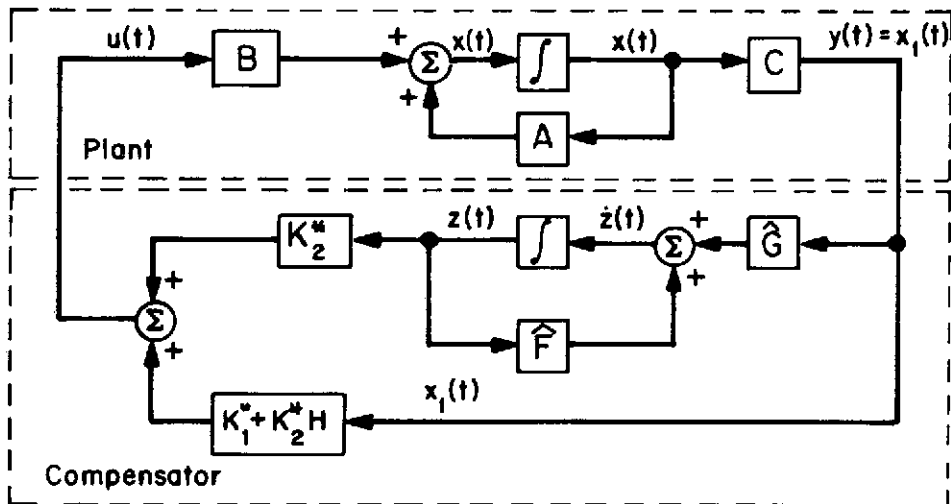 u(t)
B
+
Σ
+
x(t)
∫
x(t)
C
y(t) = x₁(t)
A
Plant
K₂*
z(t)
∫
ż(t)
+
Σ
+
Ĝ
+
Σ
+
F̂
x₁(t)
K₁* + K₂*H
Compensator